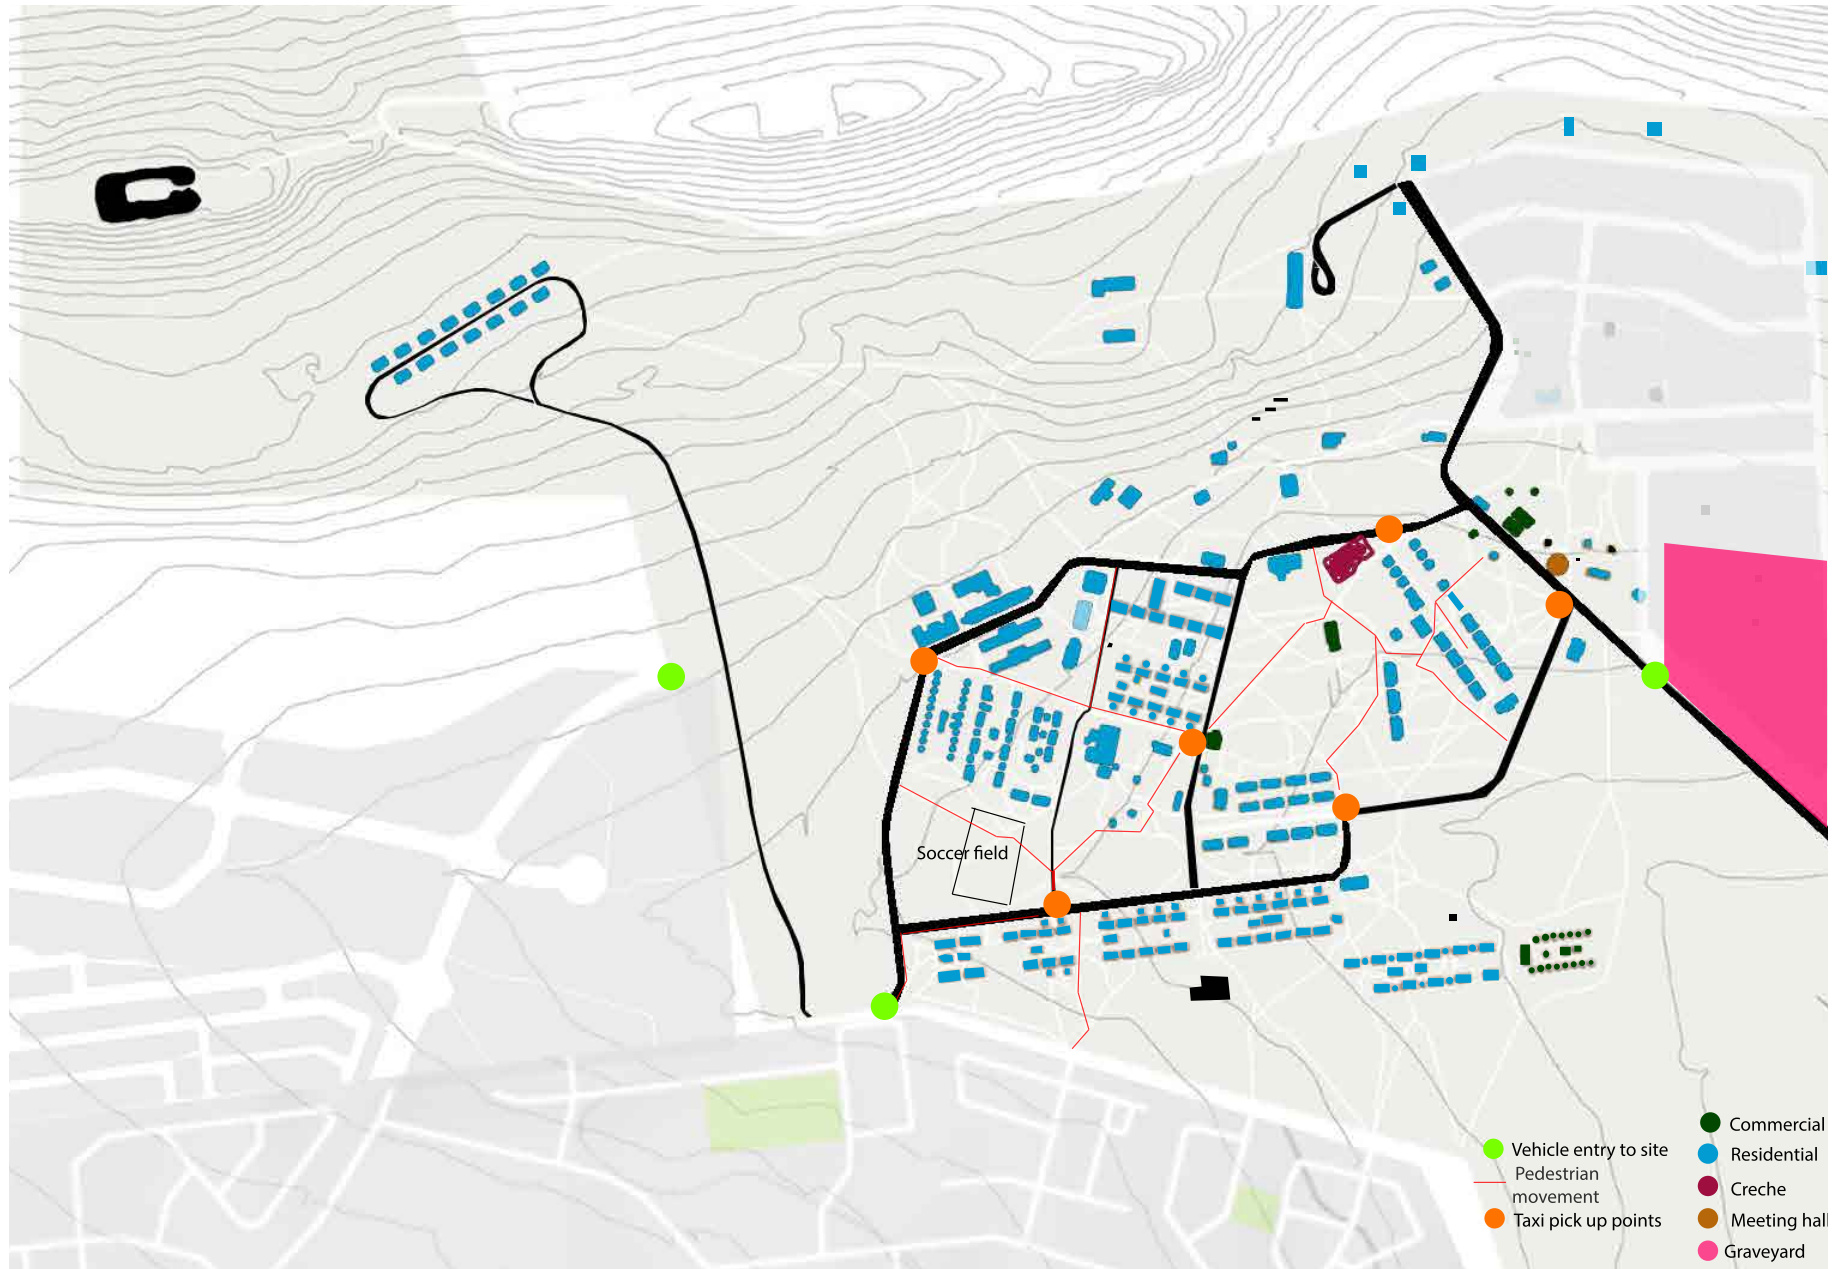 Soccer field
Vehicle entry to site
Pedestrian
movement
Taxi pick up points
Commercial
Residential
Creche
Meeting hall
Graveyard